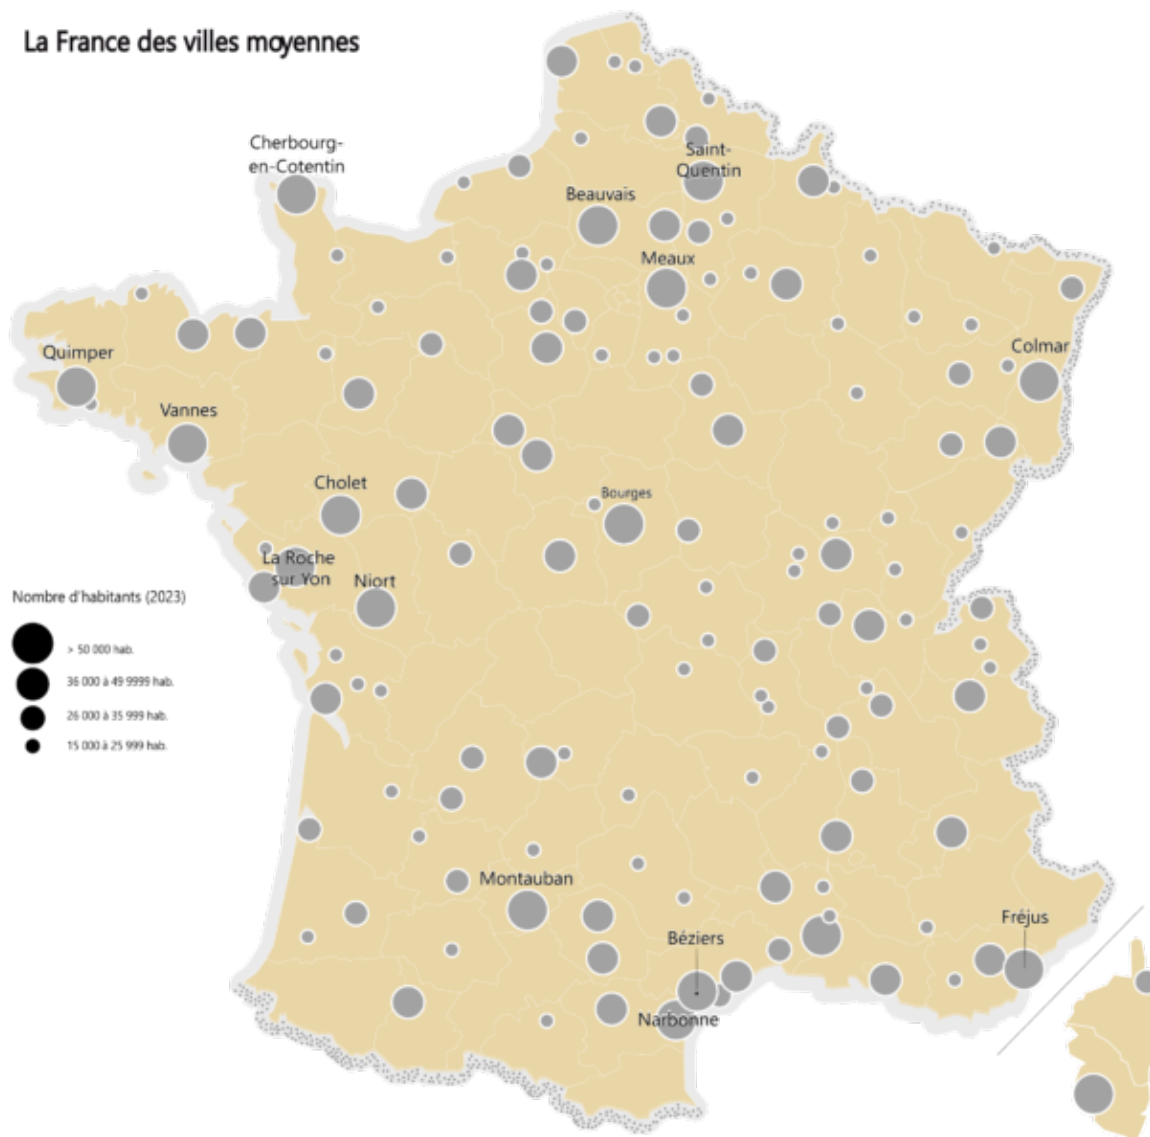 La France des villes moyennes
Cherbourg-
en-Cotentin
Saint-
Quentin
Beauvais
Meaux
Quimper
Colmar
Vannes
Cholet
Bourges
La Roche
sur Yon
Niort
Nombre d'habitants (2023)
> 50 000 hab.
36 000 à 49 9999 hab.
26 000 à 35 999 hab.
15 000 à 25 999 hab.
Montauban
Fréjus
Béziers
Narbonne